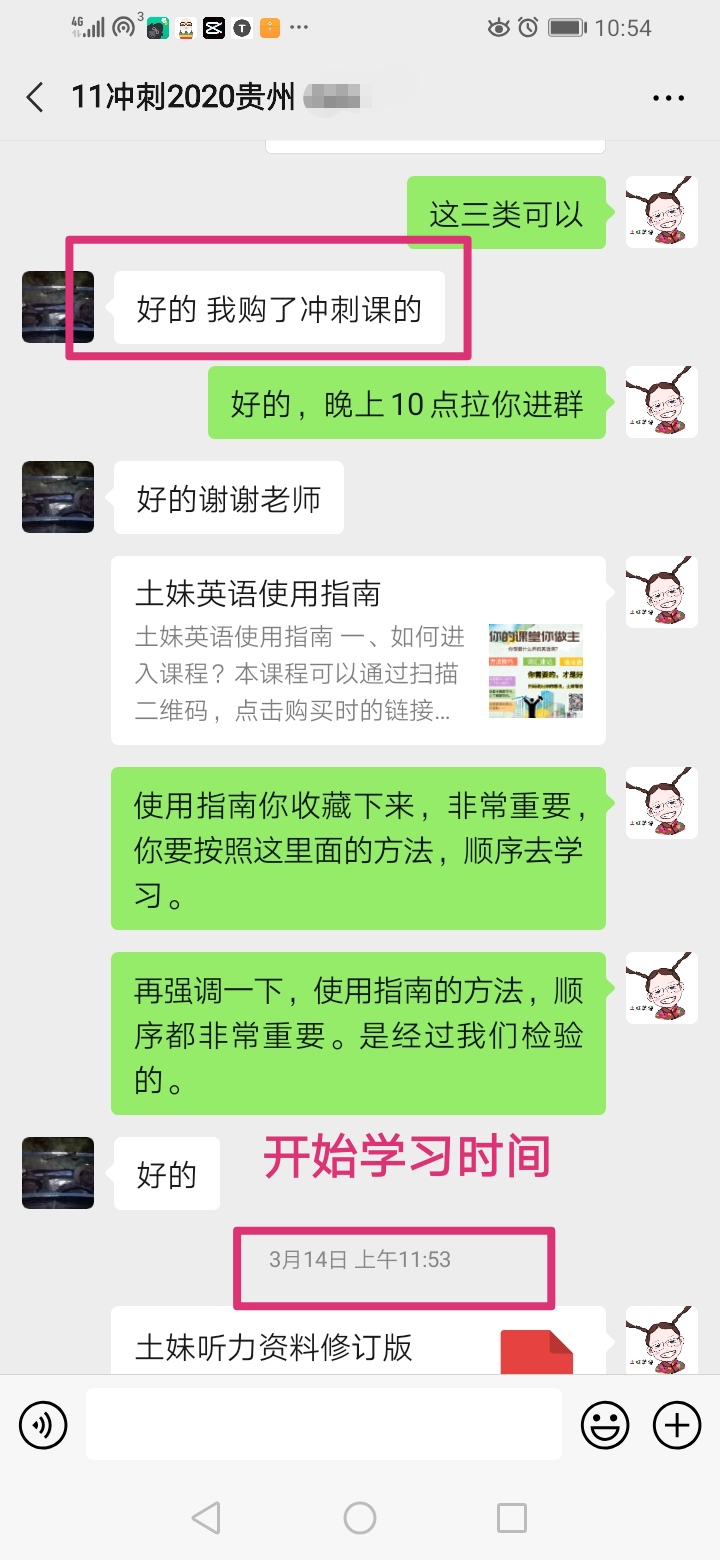 4G
3
10:54
11冲刺2020贵州
这三类可以
好的 我购了冲刺课的
好的，晚上10点拉你进群
好的谢谢老师
土妹英语使用指南
土妹英语使用指南 一、如何进
入课程？本课程可以通过扫描
二维码，点击购买时的链接...
你的课堂你做主
你需要的，才是好
使用指南你收藏下来，非常重要，
你要按照这里面的方法，顺序去学
习。
再强调一下，使用指南的方法，顺
序都非常重要。是经过我们检验
的。
好的
开始学习时间
3月14日 上午11:53
土妹听力资料修订版